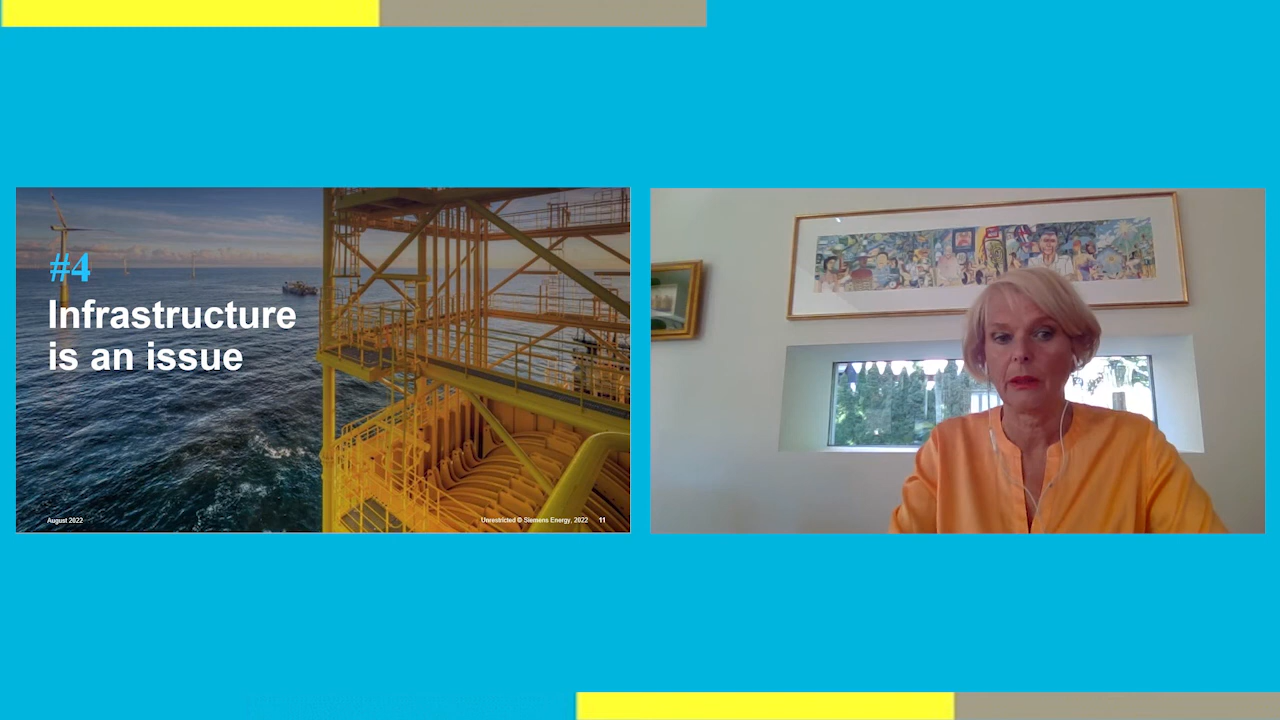 #4
Infrastructure
is an issue
August 2022
Unrestricted © Siemens Energy, 2022 11